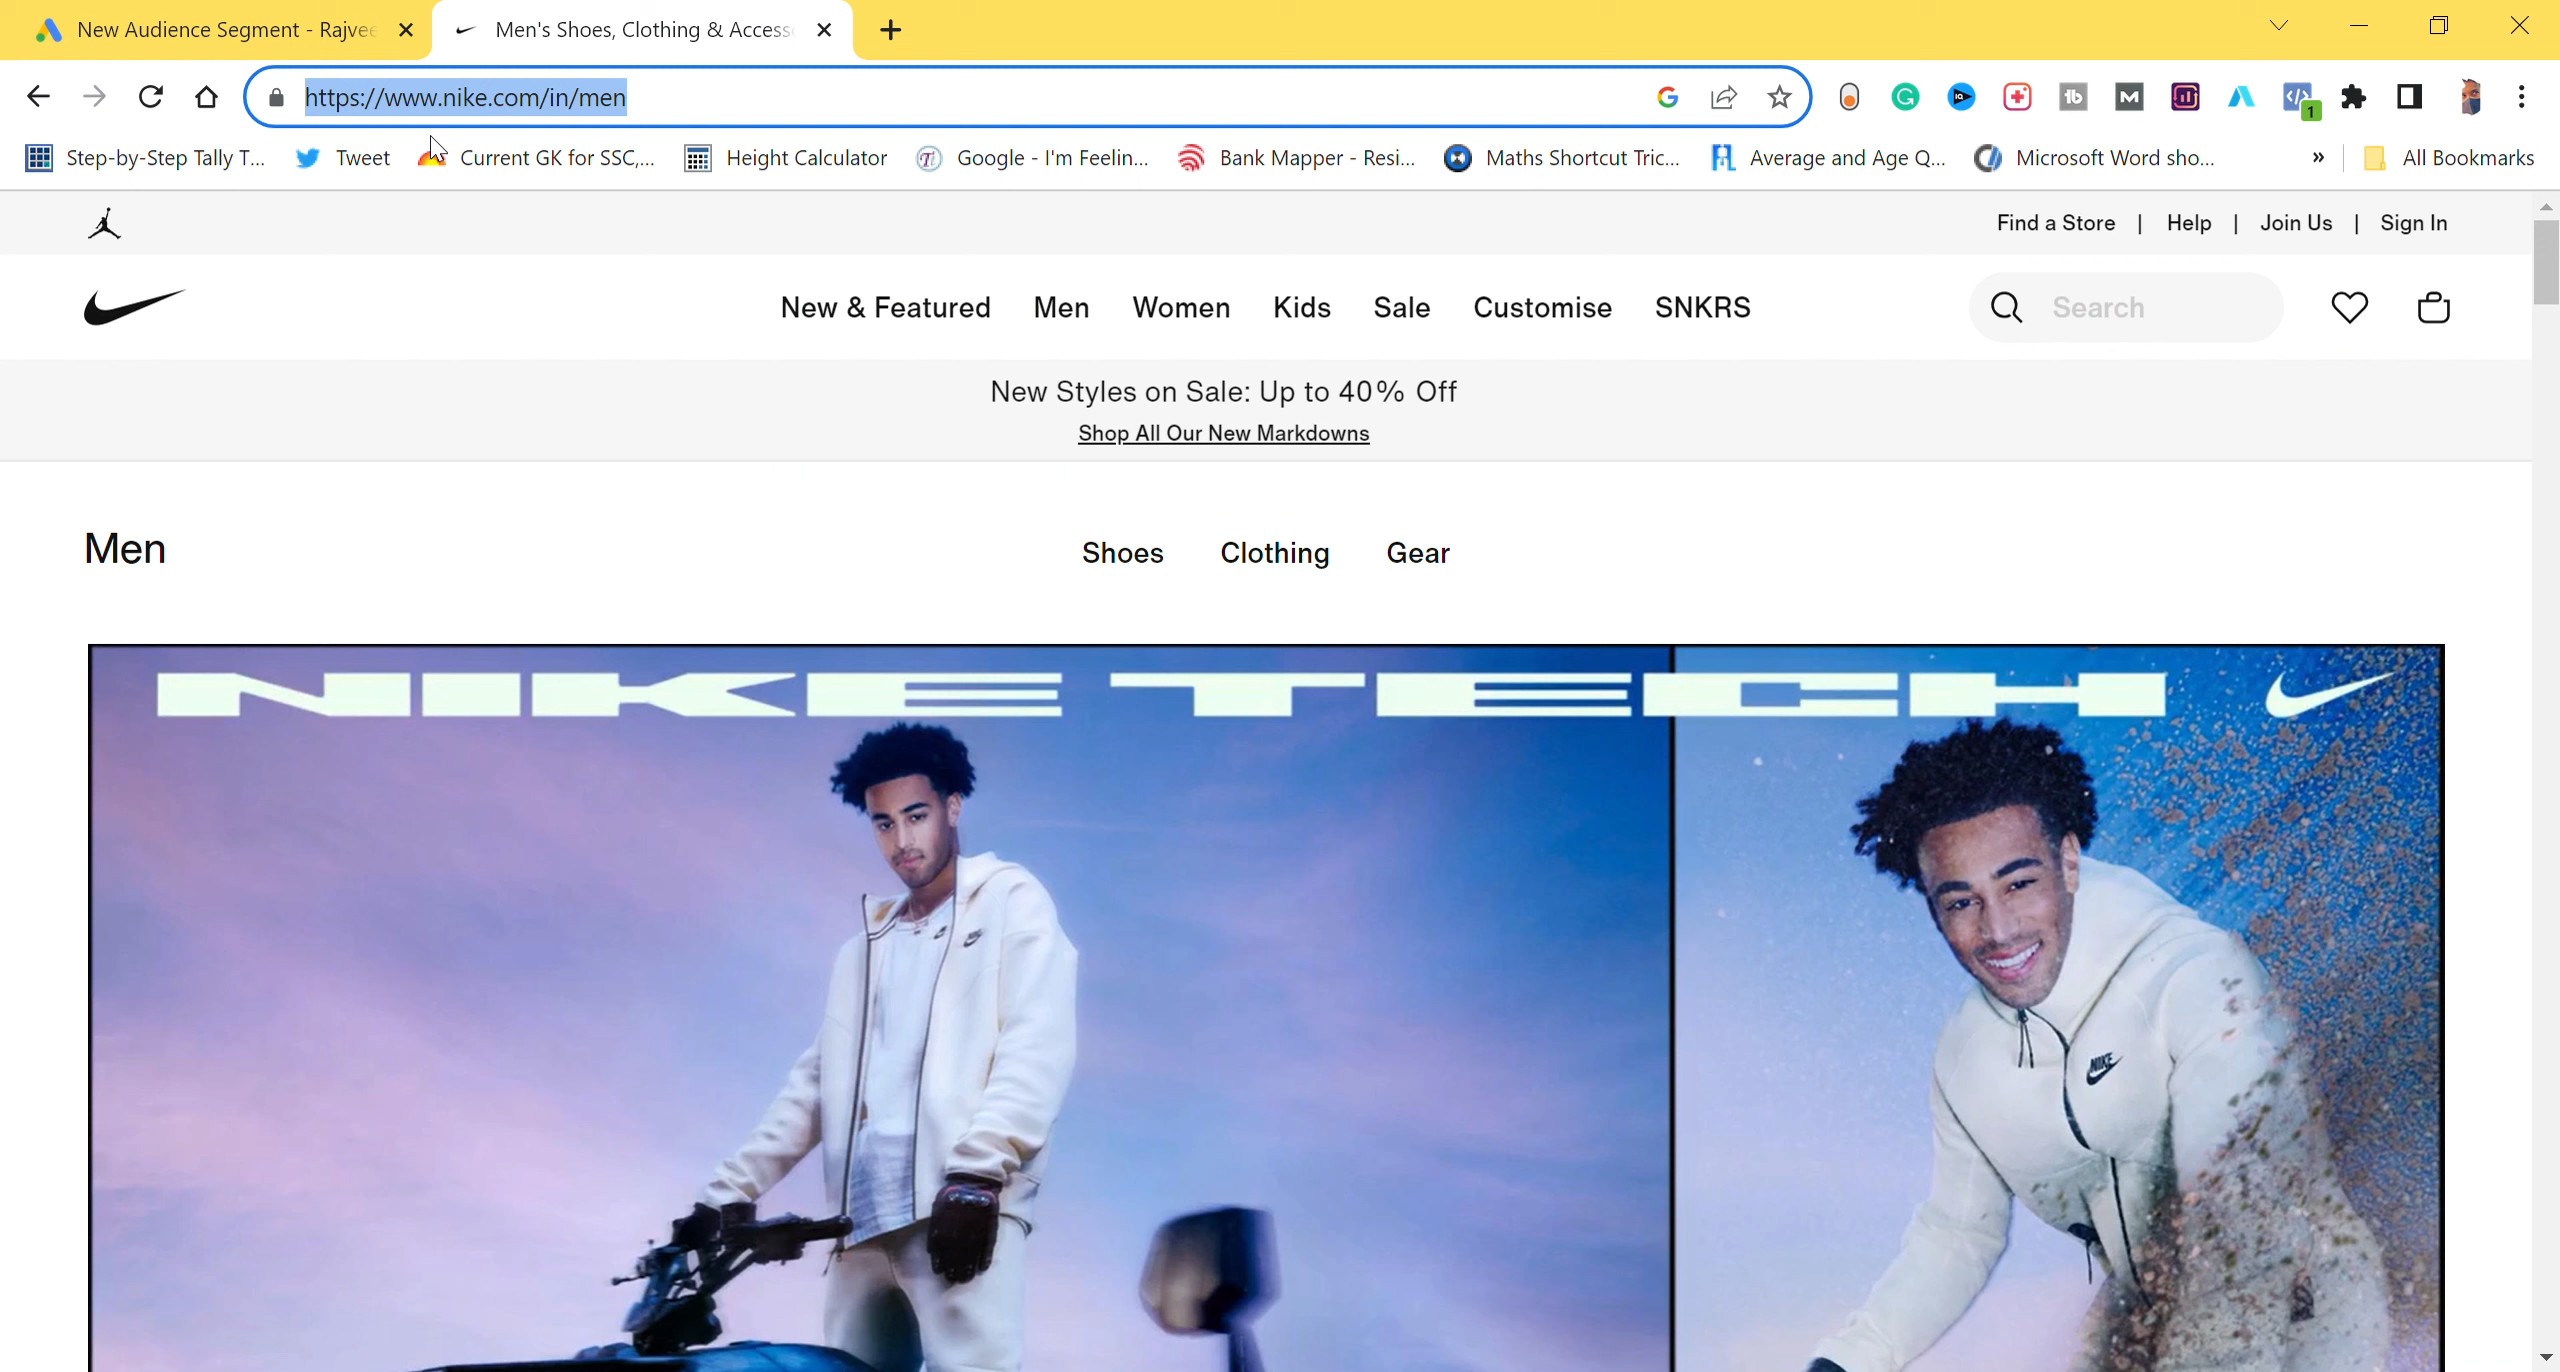 New Audience Segment - Rajvee
Men's Shoes, Clothing & Access
https://www.nike.com/in/men
1
Step-by-Step Tally T...
Tweet
Current GK for SSC,...
Height Calculator
Google - I'm Feelin...
Bank Mapper - Resi...
Maths Shortcut Tric...
Average and Age Q...
Microsoft Word sho...
»
All Bookmarks
Find a Store | Help | Join Us | Sign In
New & Featured Men Women Kids Sale Customise SNKRS
Search
New Styles on Sale: Up to 40% Off
Shop All Our New Markdowns
Men
Shoes Clothing Gear
NIKE TECH
NIKE